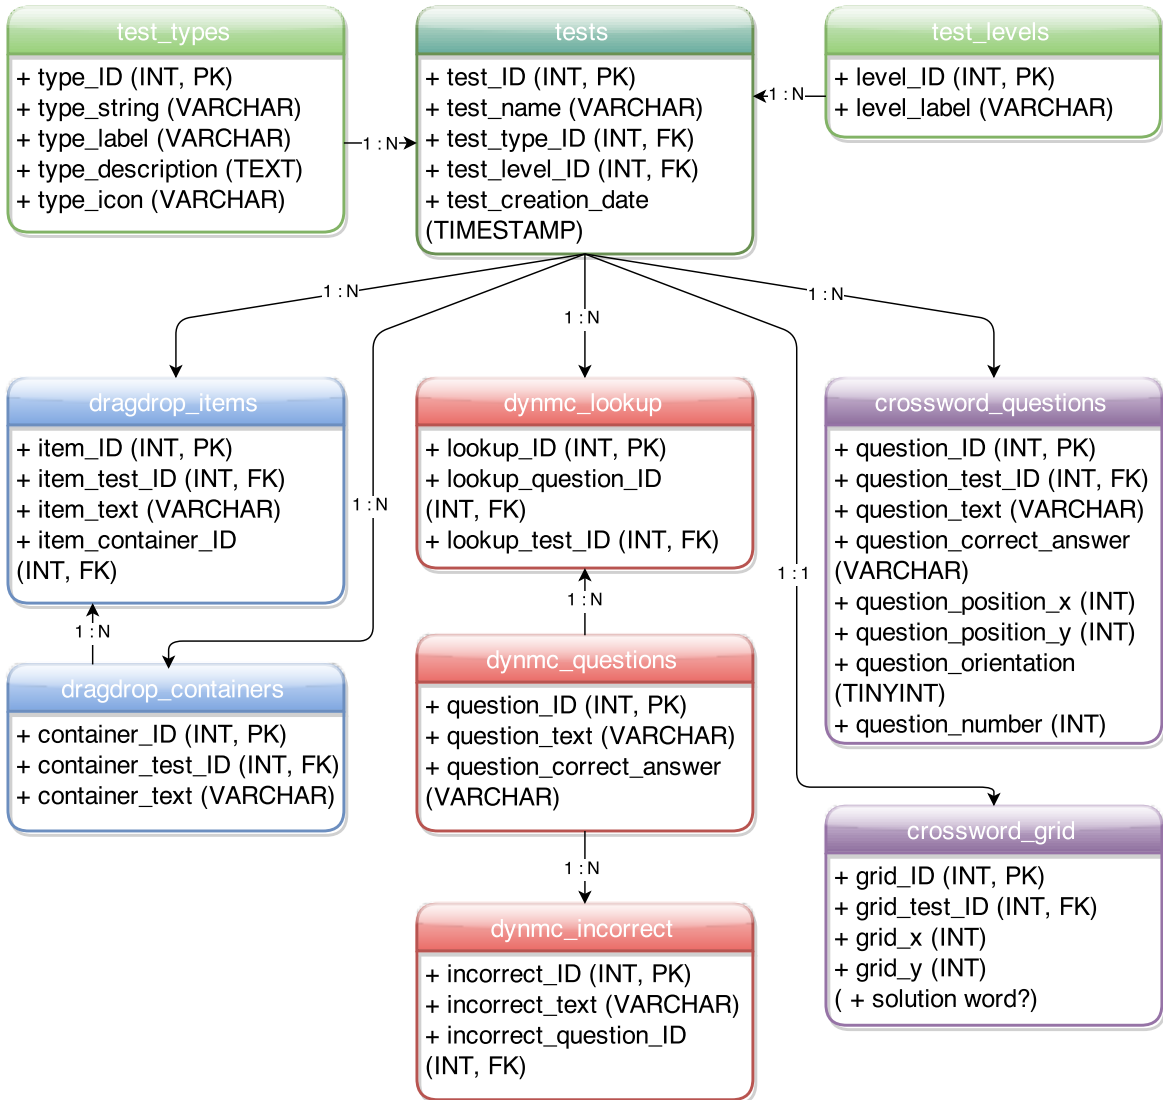 test_types
+ type_ID (INT, PK)
+ type_string (VARCHAR)
+ type_label (VARCHAR)
+ type_description (TEXT)
+ type_icon (VARCHAR)
1 : N
tests
+ test_ID (INT, PK)
+ test_name (VARCHAR)
+ test_type_ID (INT, FK)
+ test_level_ID (INT, FK)
+ test_creation_date
(TIMESTAMP)
1 : N
test_levels
+ level_ID (INT, PK)
+ level_label (VARCHAR)
1 : N
1 : N
1 : N
1 : N
1 : 1
dragdrop_items
+ item_ID (INT, PK)
+ item_test_ID (INT, FK)
+ item_text (VARCHAR)
+ item_container_ID
(INT, FK)
1 : N
dragdrop_containers
+ container_ID (INT, PK)
+ container_test_ID (INT, FK)
+ container_text (VARCHAR)
dynmc_lookup
+ lookup_ID (INT, PK)
+ lookup_question_ID
(INT, FK)
+ lookup_test_ID (INT, FK)
1 : N
dynmc_questions
+ question_ID (INT, PK)
+ question_text (VARCHAR)
+ question_correct_answer
(VARCHAR)
1 : N
dynmc_incorrect
+ incorrect_ID (INT, PK)
+ incorrect_text (VARCHAR)
+ incorrect_question_ID
(INT, FK)
crossword_questions
+ question_ID (INT, PK)
+ question_test_ID (INT, FK)
+ question_text (VARCHAR)
+ question_correct_answer
(VARCHAR)
+ question_position_x (INT)
+ question_position_y (INT)
+ question_orientation
(TINYINT)
+ question_number (INT)
crossword_grid
+ grid_ID (INT, PK)
+ grid_test_ID (INT, FK)
+ grid_x (INT)
+ grid_y (INT)
( + solution word?)